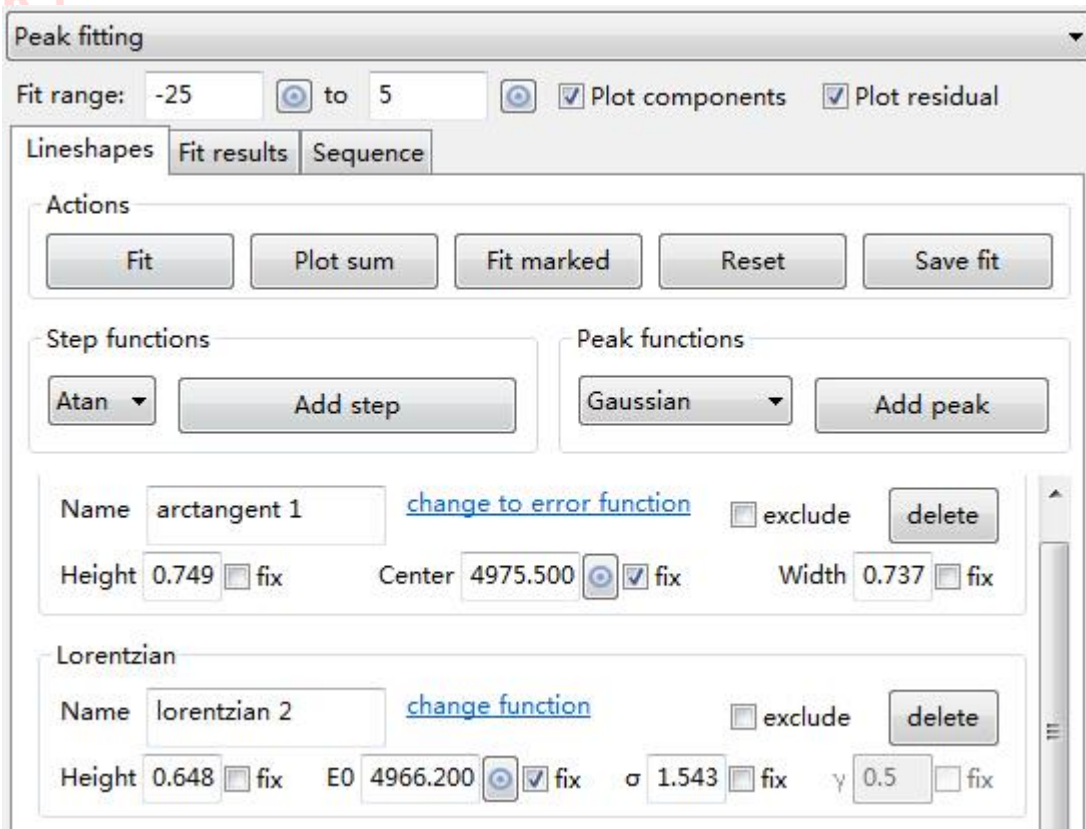 Peak fitting
Fit range: -25 to 5 Plot components Plot residual
Lineshapes Fit results Sequence
Actions
Fit Plot sum Fit marked Reset Save fit
Step functions Peak functions
Atan Add step Gaussian Add peak
Name arctangent 1 change to error function exclude delete
Height 0.749 fix Center 4975.500 fix Width 0.737 fix
Lorentzian
Name lorentzian 2 change function exclude delete
Height 0.648 fix E0 4966.200 fix σ 1.543 fix γ 0.5 fix